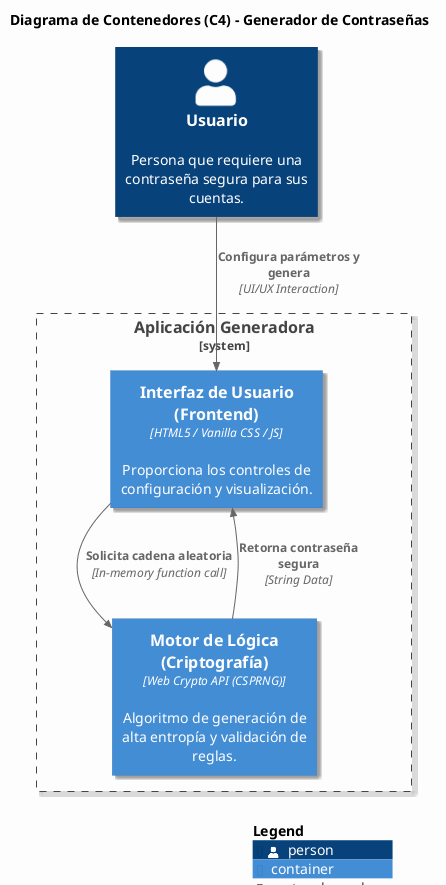 Diagrama de Contenedores (C4) - Generador de Contraseñas
Usuario
Persona que requiere una
contraseña segura para sus
cuentas.
Configura parámetros y
genera
[UI/UX Interaction]
Aplicación Generadora
[system]
Interfaz de Usuario
(Frontend)
[HTML5 / Vanilla CSS / JS]
Proporciona los controles de
configuración y visualización.
Solicita cadena aleatoria
[In-memory function call]
Retorna contraseña
segura
[String Data]
Motor de Lógica
(Criptografía)
[Web Crypto API (CSPRNG)]
Algoritmo de generación de
alta entropía y validación de
reglas.
Legend
person
container